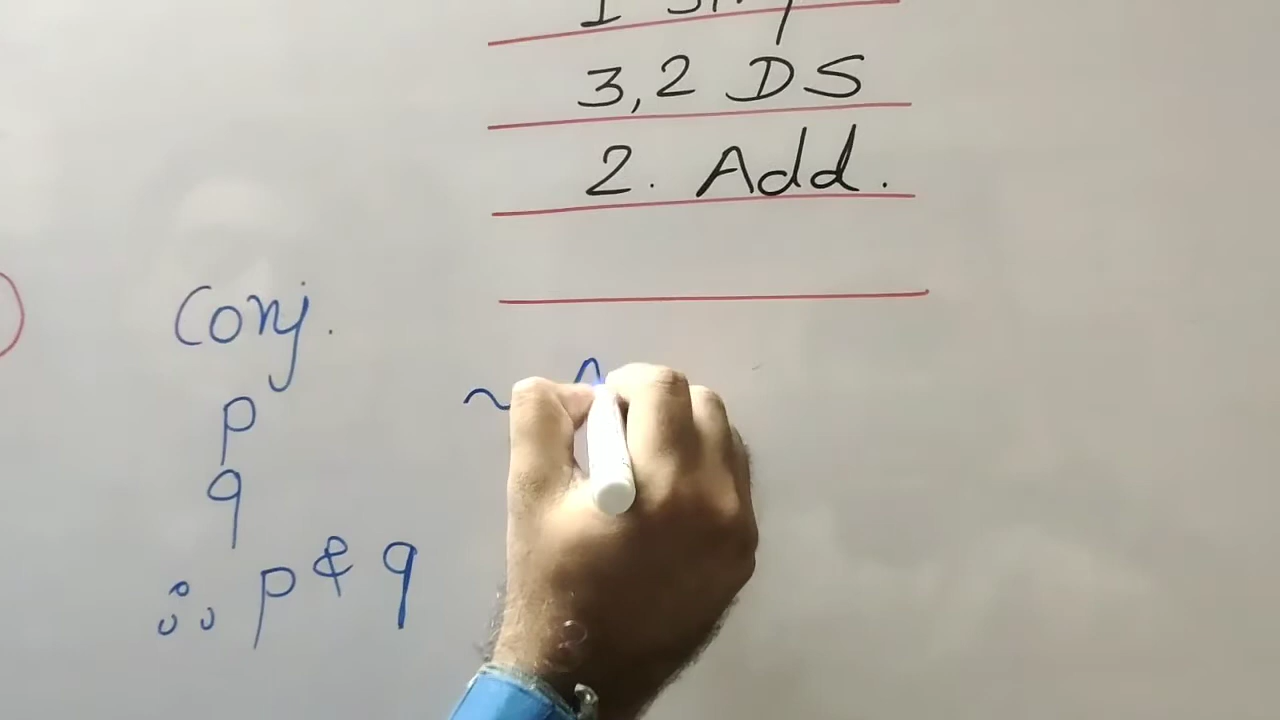 3,2 DS
2. Add.
Conj.
p
q
∴ p & q
~